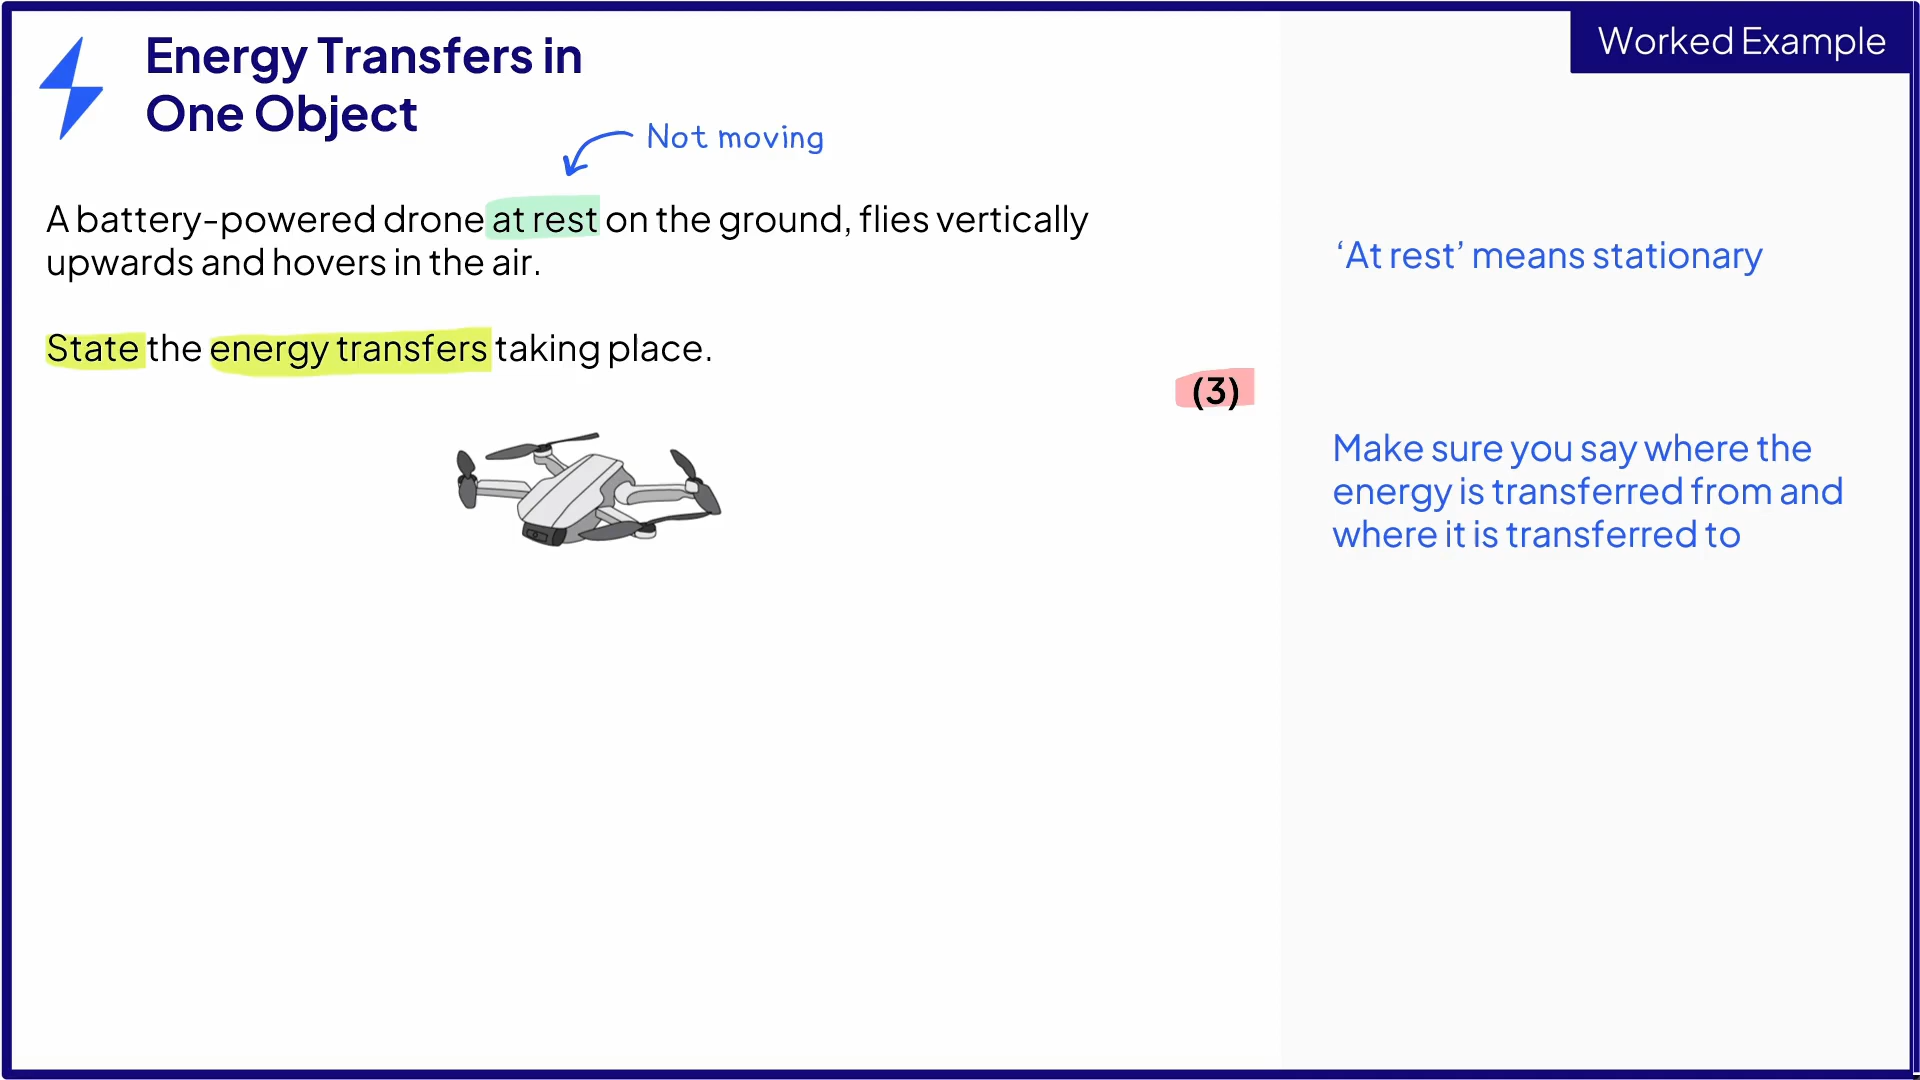 Energy Transfers in
One Object
Worked Example
Not moving
A battery-powered drone at rest on the ground, flies vertically
upwards and hovers in the air.
‘At rest’ means stationary
State the energy transfers taking place.
(3)
Make sure you say where the
energy is transferred from and
where it is transferred to